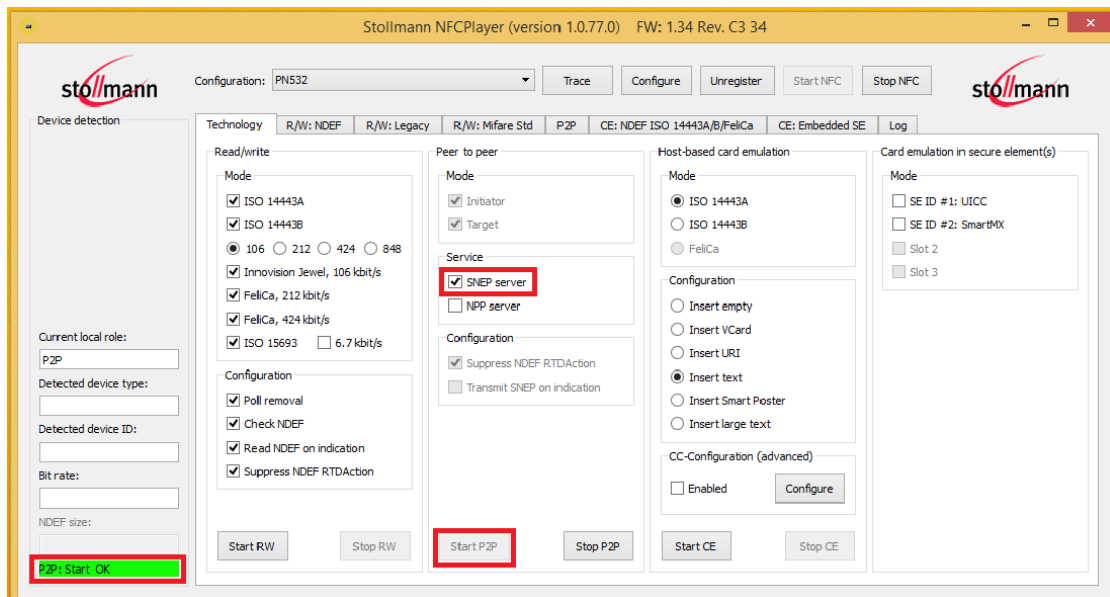 Stollmann NFCPlayer (version 1.0.77.0) FW: 1.34 Rev. C3 34
stollmann
Configuration: PN532 Trace Configure Unregister Start NFC Stop NFC
stollmann
Device detection
Current local role:
P2P
Detected device type:
Detected device ID:
Bit rate:
NDEF size:
P2P: Start OK
Technology R/W: NDEF R/W: Legacy R/W: Mifare Std P2P CE: NDEF ISO 14443A/B/FeliCa CE: Embedded SE Log
Read/write
Mode
ISO 14443A
ISO 14443B
106 212 424 848
Innovision Jewel, 106 kbit/s
FeliCa, 212 kbit/s
FeliCa, 424 kbit/s
ISO 15693 6.7 kbit/s
Configuration
Poll removal
Check NDEF
Read NDEF on indication
Suppress NDEF RTDAction
Start RW Stop RW
Peer to peer
Mode
Initiator
Target
Service
SNEP server
NPP server
Configuration
Suppress NDEF RTDAction
Transmit SNEP on indication
Start P2P Stop P2P
Host-based card emulation
Mode
ISO 14443A
ISO 14443B
FeliCa
Configuration
Insert empty
Insert VCard
Insert URI
Insert text
Insert Smart Poster
Insert large text
CC-Configuration (advanced)
Enabled Configure
Start CE Stop CE
Card emulation in secure element(s)
Mode
SE ID #1: UICC
SE ID #2: SmartMX
Slot 2
Slot 3